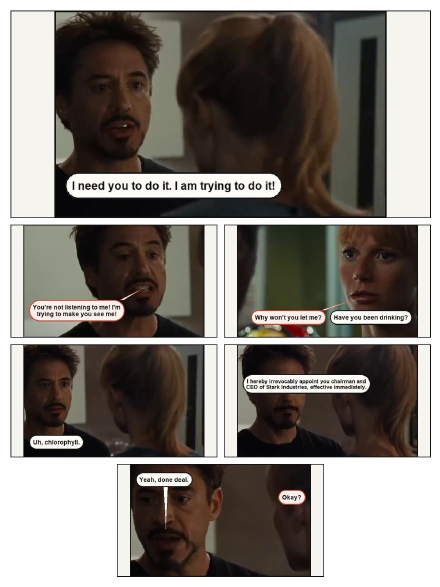 I need you to do it. I am trying to do it!
You're not listening to me! I'm
trying to make you see me!
Why won't you let me?
Have you been drinking?
Uh, chlorophyll.
I hereby irrevocably appoint you chairman and
CEO of Stark Industries, effective immediately.
Yeah, done deal.
Okay?